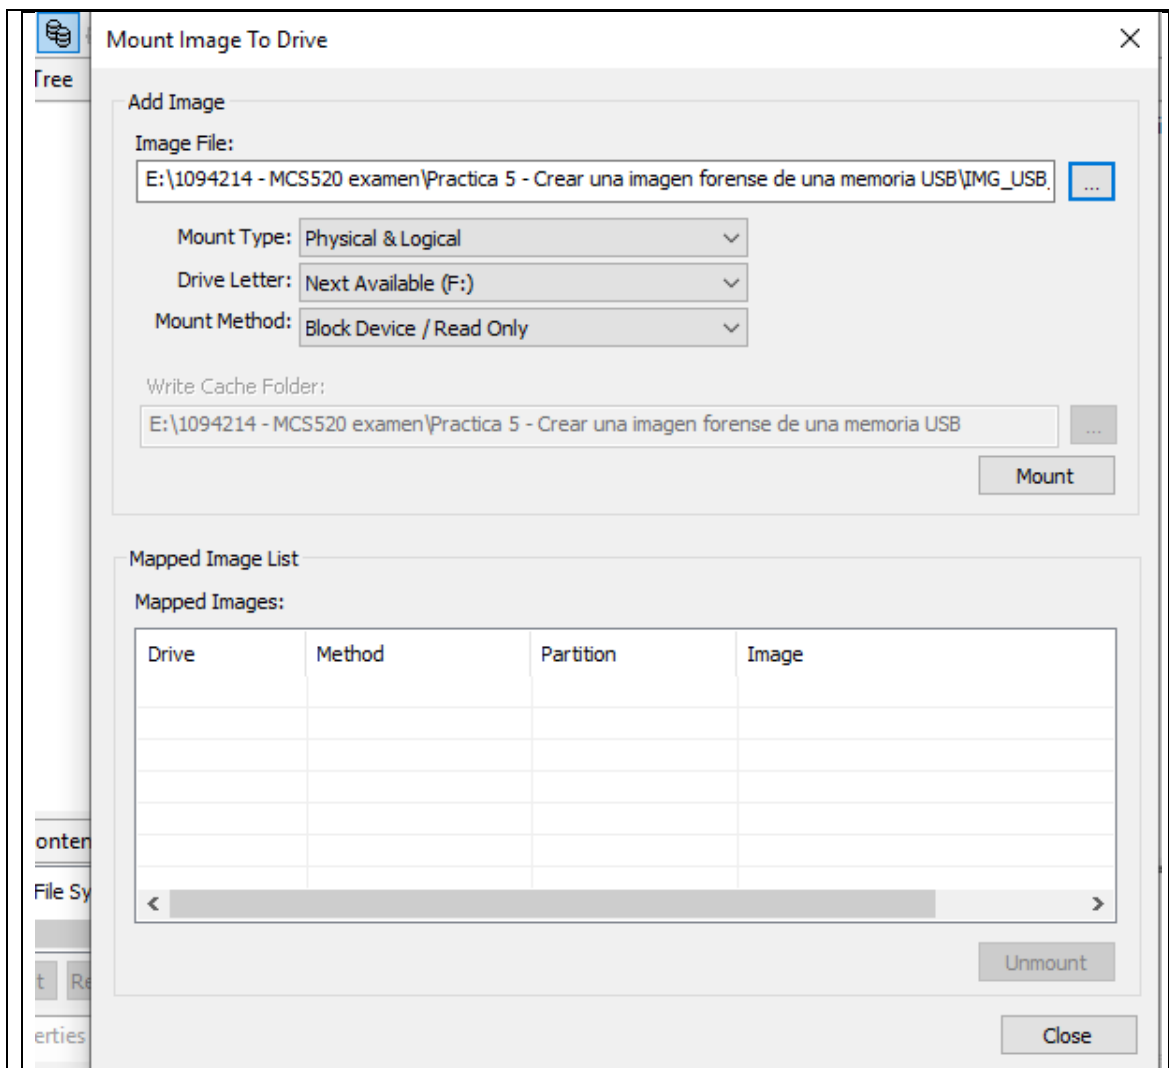 Mount Image To Drive
Tree
Add Image
Image File:
E:\1094214 - MCS520 examen\Practica 5 - Crear una imagen forense de una memoria USB\IMG_USB_
...
Mount Type: Physical & Logical
Drive Letter: Next Available (F:)
Mount Method: Block Device / Read Only
Write Cache Folder:
E:\1094214 - MCS520 examen\Practica 5 - Crear una imagen forense de una memoria USB
...
Mount
Mapped Image List
Mapped Images:
Drive Method Partition Image
onten
File Sy
Unmount
t Re
erties
Close